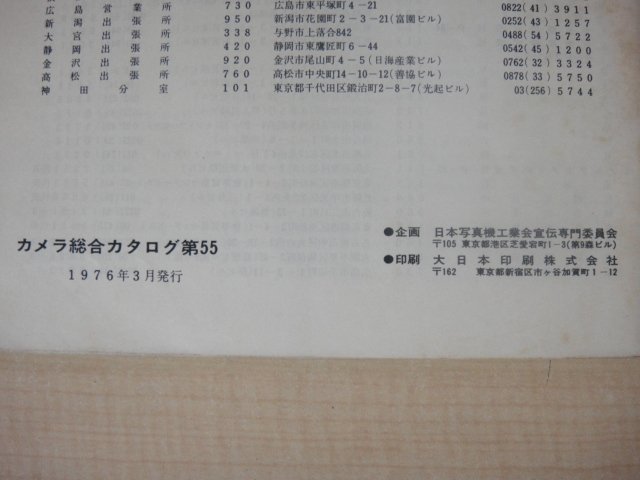 広島営業所 730 広島市東平塚町4-21 0822(41)3911
新潟出張所 950 新潟市花園町2-3-21(富園ビル) 0252(43)1257
大宮出張所 338 与野市上落合842 0488(54)5722
静岡出張所 420 静岡市東鷹匠町6-44 0542(45)1200
金沢出張所 920 金沢市尾山町4-5(日海産業ビル) 0762(32)3324
高松出張所 760 高松市中央町14-10-12(善協ビル) 0878(33)5750
神田分室 101 東京都千代田区鍛治町2-8-7(光起ビル) 03(256)5744
カメラ総合カタログ第55
1976年3月発行
●企画 日本写真機工業会宣伝専門委員会
〒105 東京都港区芝愛宕町1-3(第9森ビル)
●印刷 大日本印刷株式会社
〒162 東京都新宿区市ヶ谷加賀町1-12